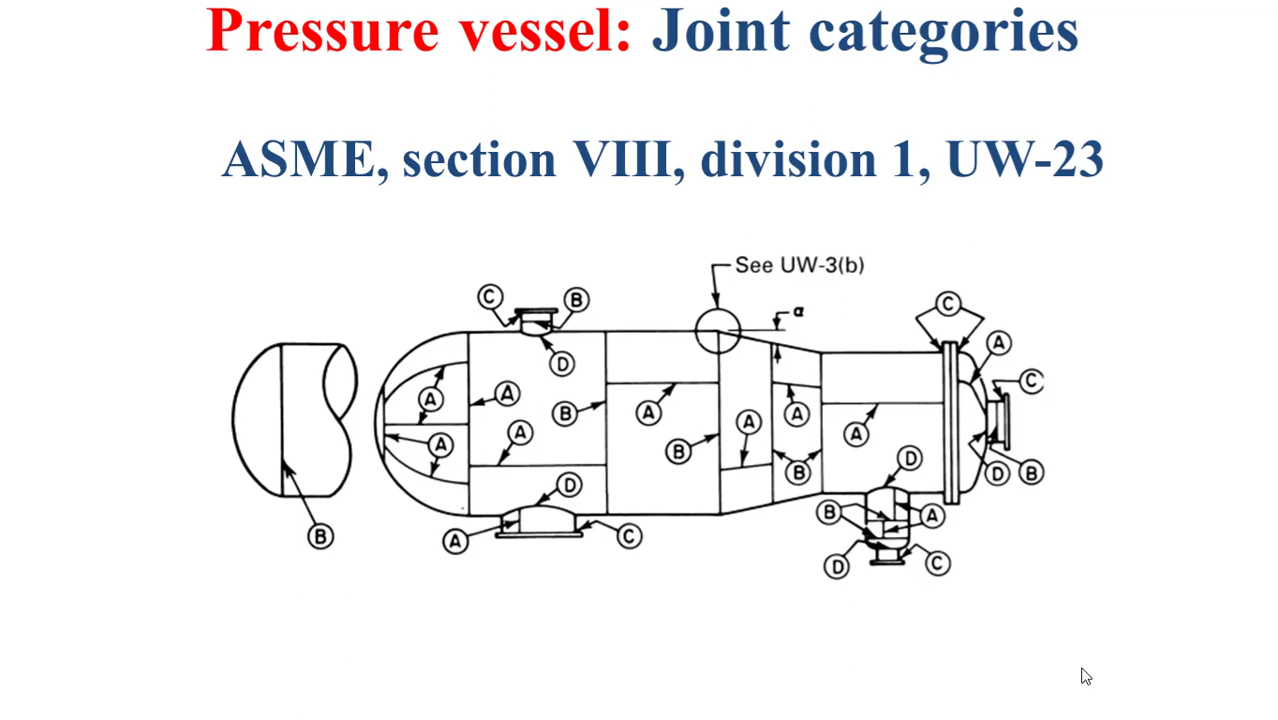 Pressure vessel: Joint categories
ASME, section VIII, division 1, UW-23
See UW-3(b)
C
B
α
C
A
D
C
A
A
A
B
A
A
A
A
A
B
A
B
D
D
B
D
B
A
B
A
C
D
C